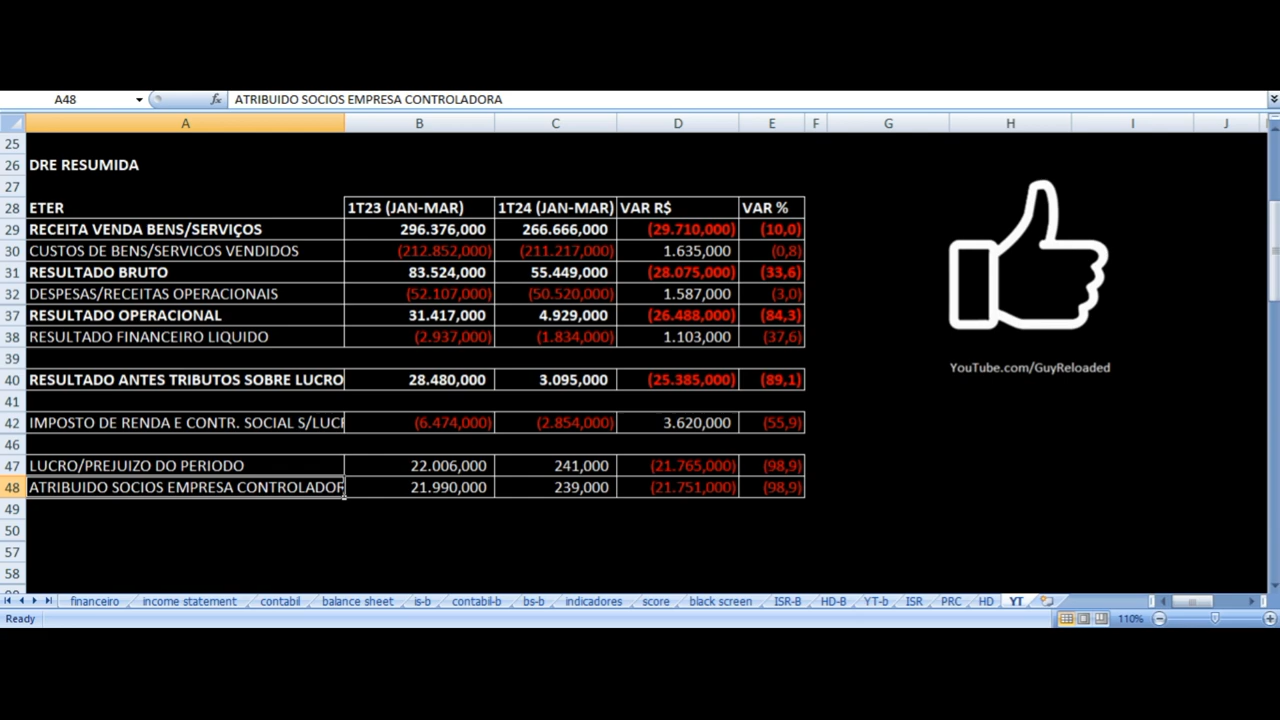 A48 fx ATRIBUIDO SOCIOS EMPRESA CONTROLADORA
A B C D E F G H I J
25
26 DRE RESUMIDA
27
28 ETER 1T23 (JAN-MAR) 1T24 (JAN-MAR) VAR R$ VAR %
29 RECEITA VENDA BENS/SERVIÇOS 296.376,000 266.666,000 (29.710,000) (10,0)
30 CUSTOS DE BENS/SERVICOS VENDIDOS (212.852,000) (211.217,000) 1.635,000 (0,8)
31 RESULTADO BRUTO 83.524,000 55.449,000 (28.075,000) (33,6)
32 DESPESAS/RECEITAS OPERACIONAIS (52.107,000) (50.520,000) 1.587,000 (3,0)
37 RESULTADO OPERACIONAL 31.417,000 4.929,000 (26.488,000) (84,3)
38 RESULTADO FINANCEIRO LIQUIDO (2.937,000) (1.834,000) 1.103,000 (37,6)
39
40 RESULTADO ANTES TRIBUTOS SOBRE LUCRO 28.480,000 3.095,000 (25.385,000) (89,1)
41
42 IMPOSTO DE RENDA E CONTR. SOCIAL S/LUCR (6.474,000) (2.854,000) 3.620,000 (55,9)
46
47 LUCRO/PREJUIZO DO PERIODO 22.006,000 241,000 (21.765,000) (98,9)
48 ATRIBUIDO SOCIOS EMPRESA CONTROLADOR 21.990,000 239,000 (21.751,000) (98,9)
49
50
57
58
YouTube.com/GuyReloaded
financeiro income statement contabil balance sheet is-b contabil-b bs-b indicadores score black screen ISR-B HD-B YT-b ISR PRC HD YT
Ready 110%